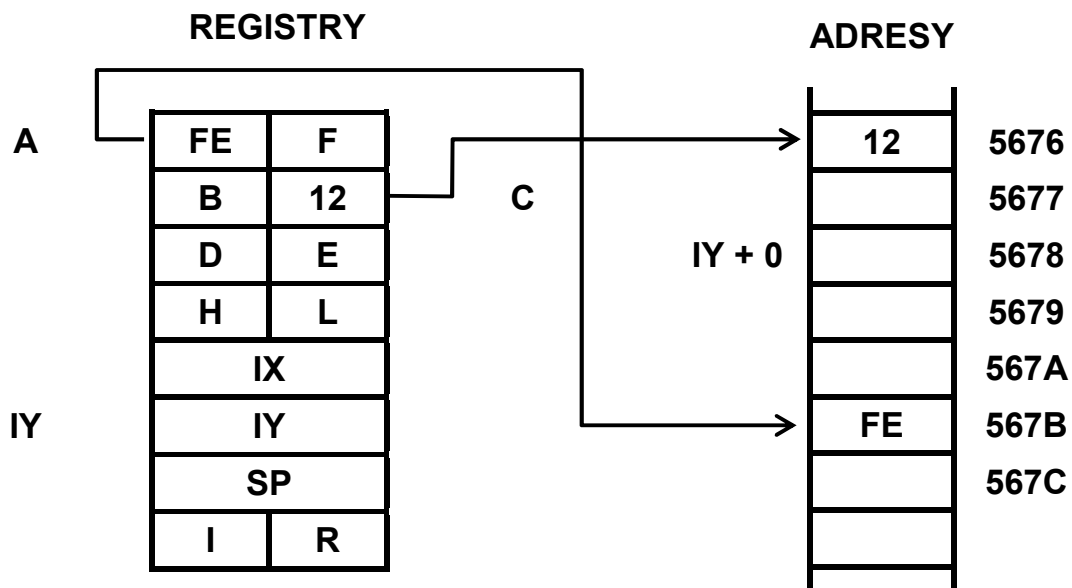 REGISTRY
ADRESY
A FE F 12 5676
B 12 C 5677
D E IY + 0 5678
H L 5679
IX 567A
IY IY FE 567B
SP 567C
I R